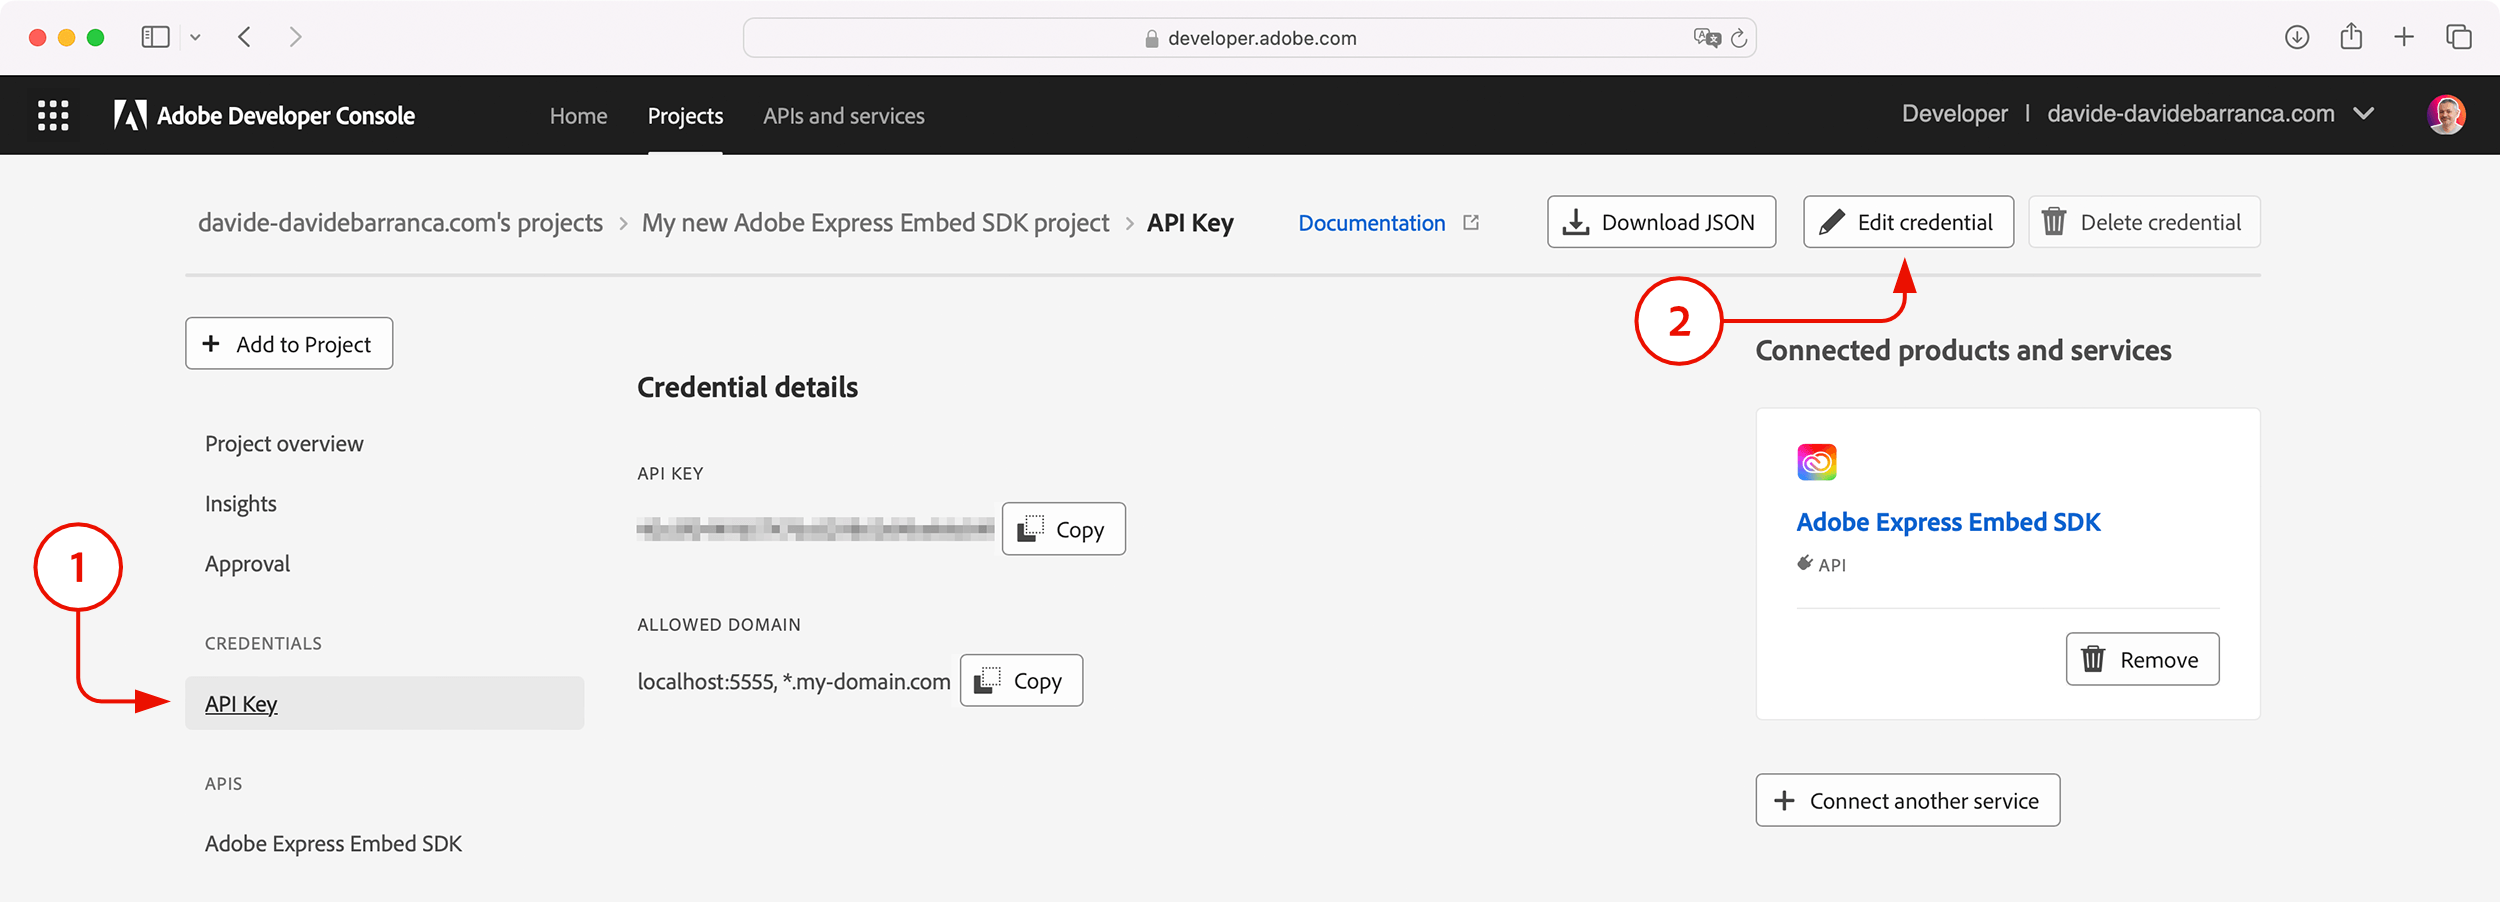 developer.adobe.com
Adobe Developer Console
Home
Projects
APIs and services
Developer | davide-davidebarranca.com
davide-davidebarranca.com's projects > My new Adobe Express Embed SDK project > API Key
Documentation
Download JSON
Edit credential
Delete credential
2
Add to Project
Connected products and services
Credential details
Project overview
API KEY
Insights
Copy
Adobe Express Embed SDK
API
Approval
1
ALLOWED DOMAIN
CREDENTIALS
localhost:5555, *.my-domain.com
Copy
Remove
API Key
APIS
Connect another service
Adobe Express Embed SDK